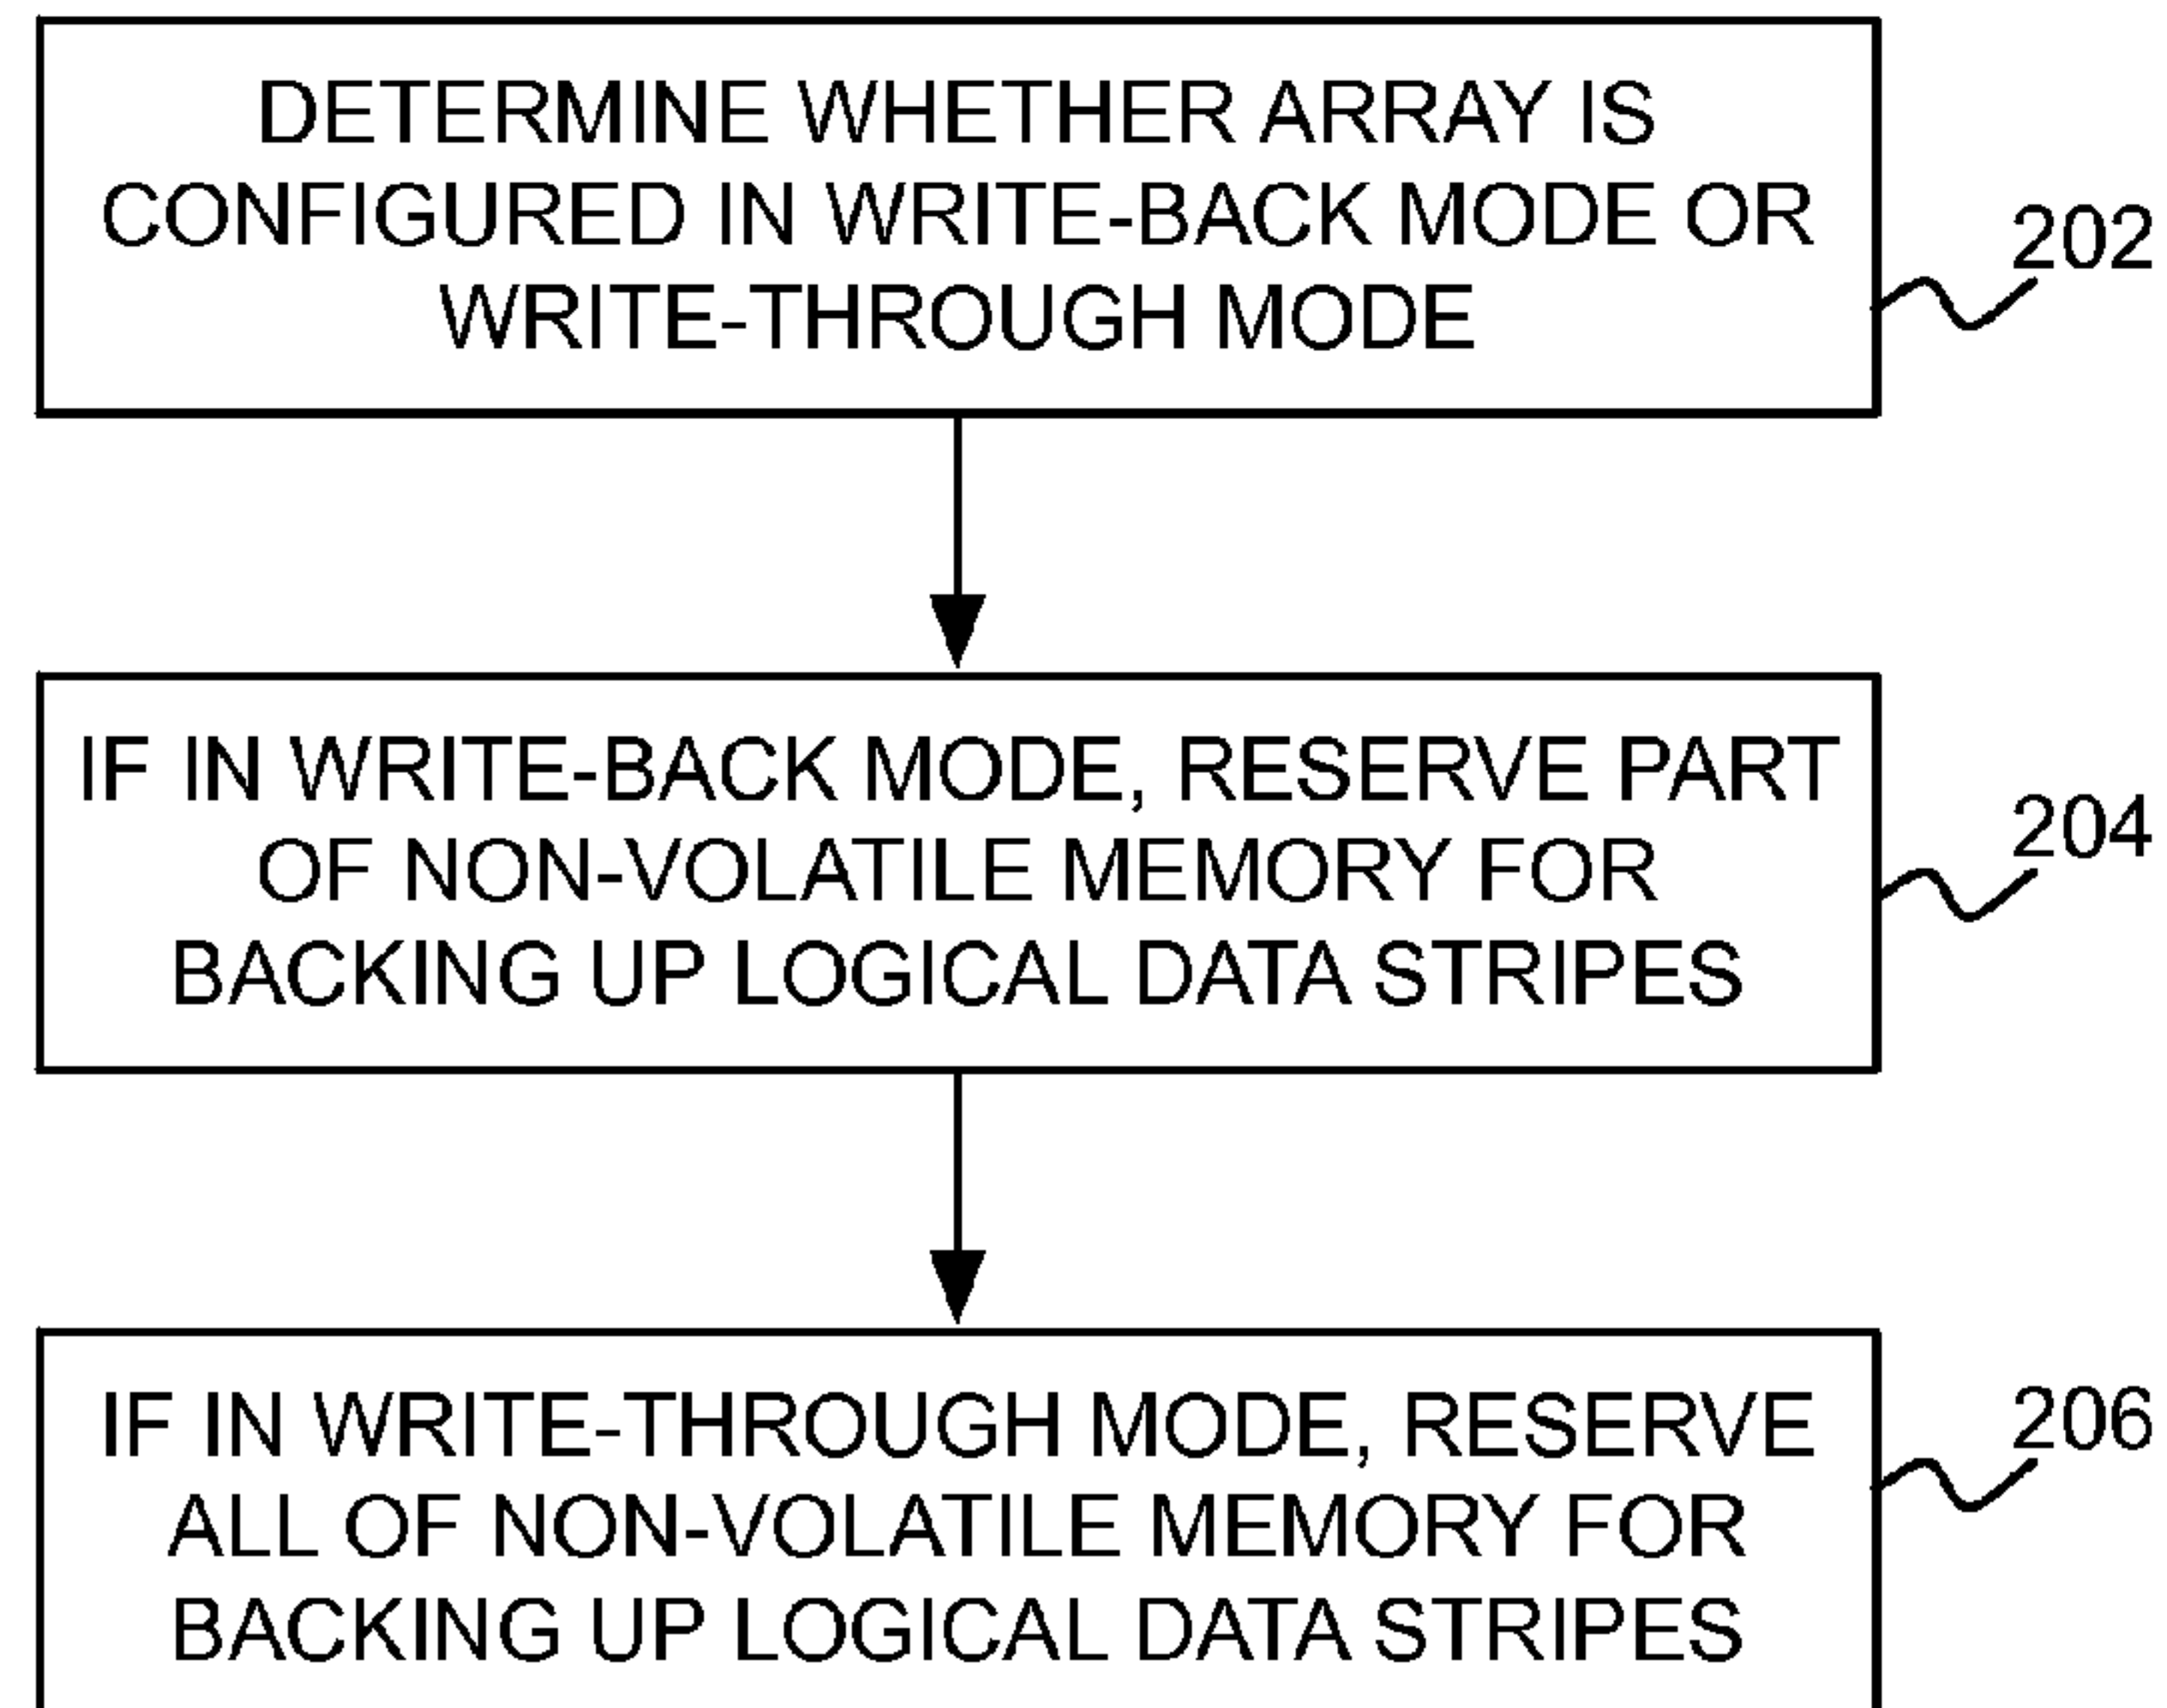 DETERMINE WHETHER ARRAY IS
CONFIGURED IN WRITE-BACK MODE OR
WRITE-THROUGH MODE
202
IF IN WRITE-BACK MODE, RESERVE PART
OF NON-VOLATILE MEMORY FOR
BACKING UP LOGICAL DATA STRIPES
204
IF IN WRITE-THROUGH MODE, RESERVE
ALL OF NON-VOLATILE MEMORY FOR
BACKING UP LOGICAL DATA STRIPES
206